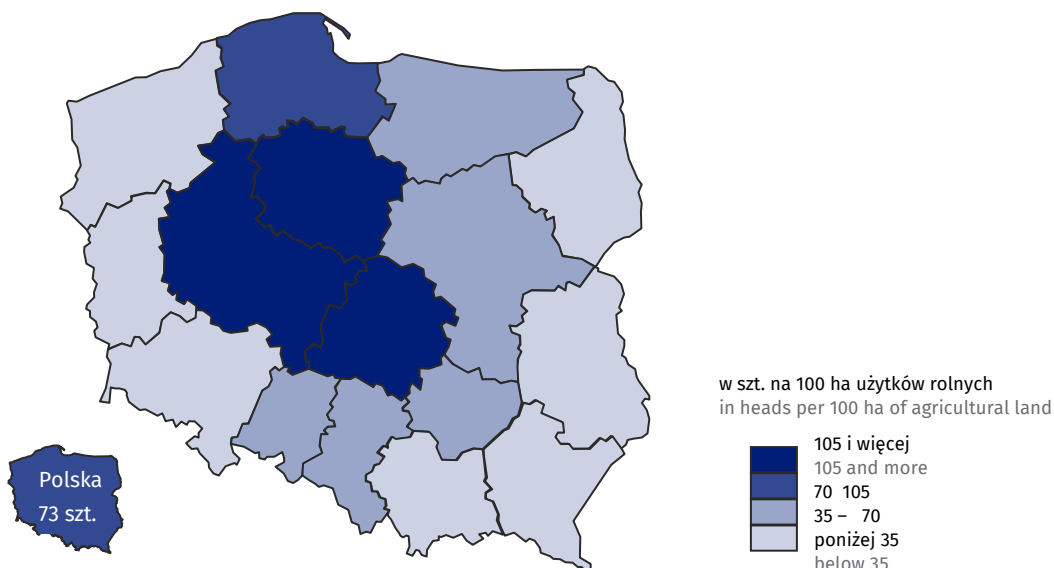 w szt. na 100 ha użytków rolnych
in heads per 100 ha of agricultural land
105 i więcej
105 and more
70 105
35 – 70
poniżej 35
below 35
Polska
73 szt.